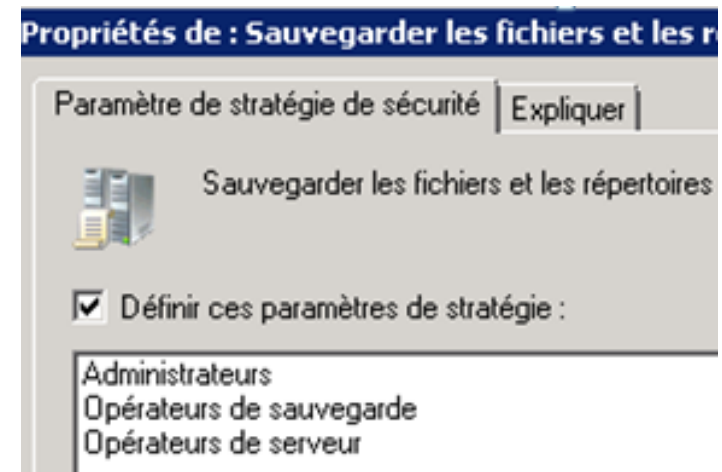 Propriétés de : Sauvegarder les fichiers et les
Paramètre de stratégie de sécurité
Expliquer
Sauvegarder les fichiers et les répertoires
Définir ces paramètres de stratégie :
Administrateurs
Opérateurs de sauvegarde
Opérateurs de serveur